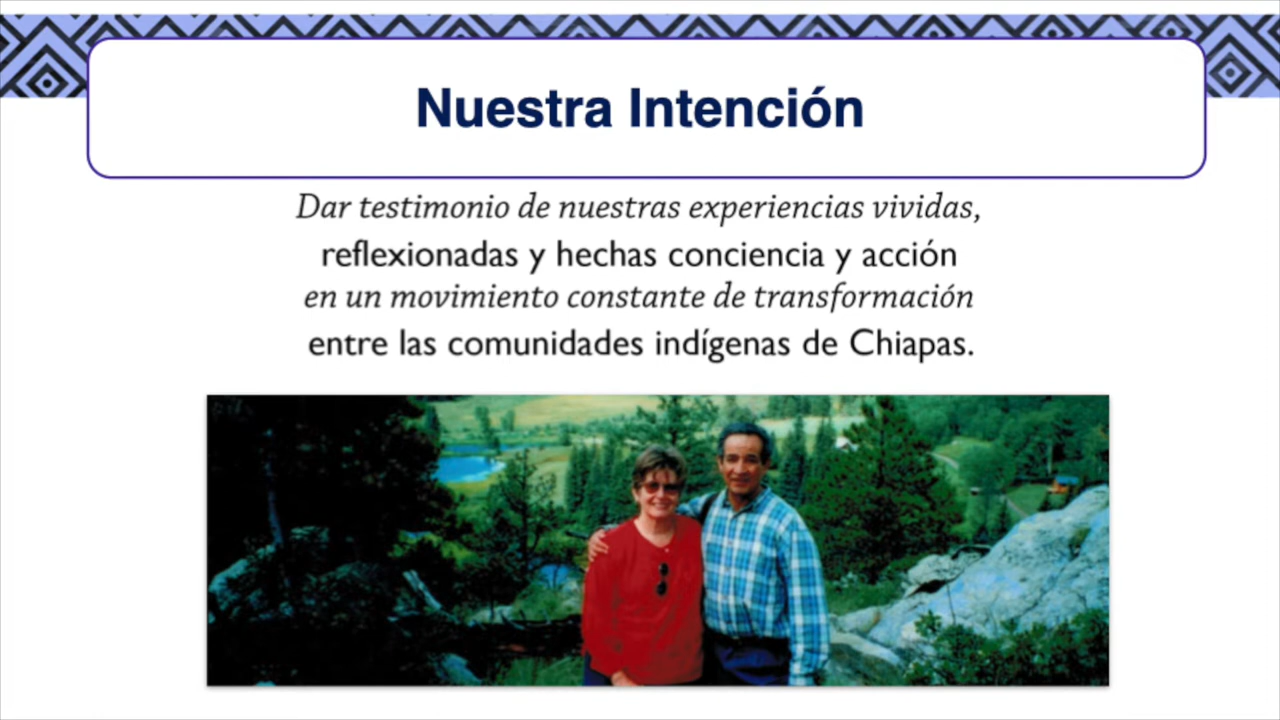 Nuestra Intención
Dar testimonio de nuestras experiencias vividas,
reflexionadas y hechas conciencia y acción
en un movimiento constante de transformación
entre las comunidades indígenas de Chiapas.